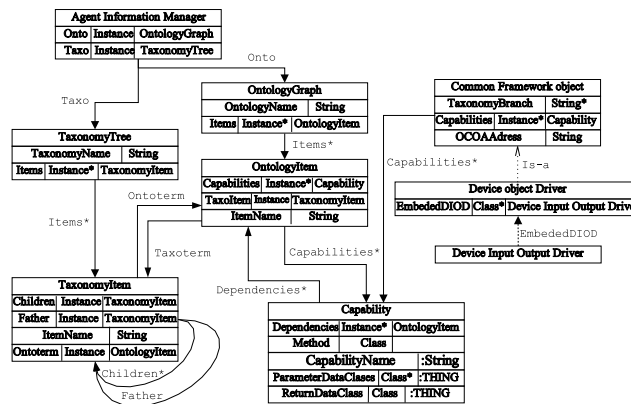 Agent Information Manager
Onto Instance OntologyGraph
Taxo Instance TaxonomyTree
Onto
Taxo
OntologyGraph
OntologyName String
Items Instance* OntologyItem
Common Framework object
TaxonomyBranch String*
Capabilities Instance* Capability
OCOAAdress String
TaxonomyTree
TaxonomyName String
Items Instance* TaxonomyItem
Items*
OntologyItem
Capabilities Instance* Capability
TaxoItem Instance TaxonomyItem
ItemName String
Capabilities*
Is-a
Device object Driver
EmbededDIOD Class* Device Input Output Drive
EmbededDIOD
Device Input Output Driver
Ontoterm
Items*
Taxoterm
Capabilities*
Dependencies*
TaxonomyItem
Children Instance TaxonomyItem
Father Instance TaxonomyItem
ItemName String
Ontoterm Instance OntologyItem
Children*
Father
Capability
Dependencies Instance* OntologyItem
Method Class
CapabilityName :String
ParameterDataClases Class* :THING
ReturnDataClass Class :THING